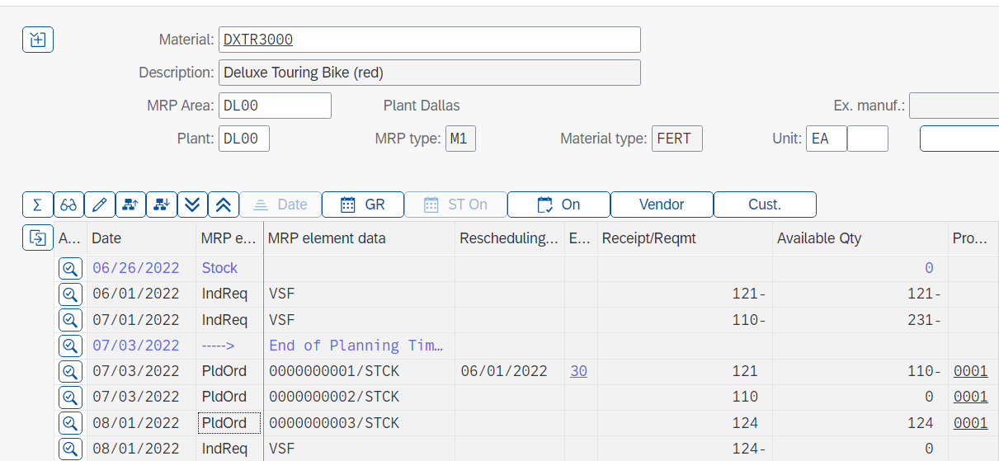 Material: DXTR3000
Description: Deluxe Touring Bike (red)
MRP Area: DL00 Plant Dallas Ex. manuf.:
Plant: DL00 MRP type: M1 Material type: FERT Unit: EA
Σ Date GR ST On On Vendor Cust.
A... Date MRP e... MRP element data Rescheduling... E... Receipt/Reqmt Available Qty Pro...
06/26/2022 Stock 0
06/01/2022 IndReq VSF 121- 121-
07/01/2022 IndReq VSF 110- 231-
07/03/2022 -----> End of Planning Tim...
07/03/2022 PldOrd 0000000001/STCK 06/01/2022 30 121 110- 0001
07/03/2022 PldOrd 0000000002/STCK 110 0 0001
08/01/2022 PldOrd 0000000003/STCK 124 124 0001
08/01/2022 IndReq VSF 124- 0